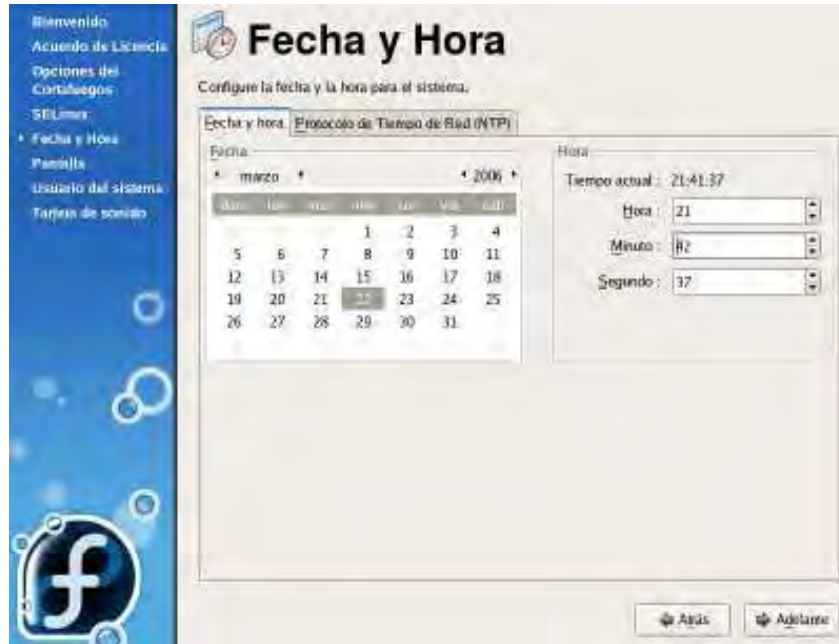 Bienvenido
Acuerdo de Licencia
Opciones del
Cortafuegos
SELinux
Fecha y Hora
Pantalla
Usuario del sistema
Tarjeta de sonido
Fecha y Hora
Configure la fecha y la hora para el sistema.
Fecha y hora Protocolo de Tiempo de Red (NTP)
Fecha
marzo 2006
1 2 3 4
5 6 7 8 9 10 11
12 13 14 15 16 17 18
19 20 21 22 23 24 25
26 27 28 29 30 31
Hora
Tiempo actual : 21:41:37
Hora : 21
Minuto :
Segundo : 37
Atrás Adelante